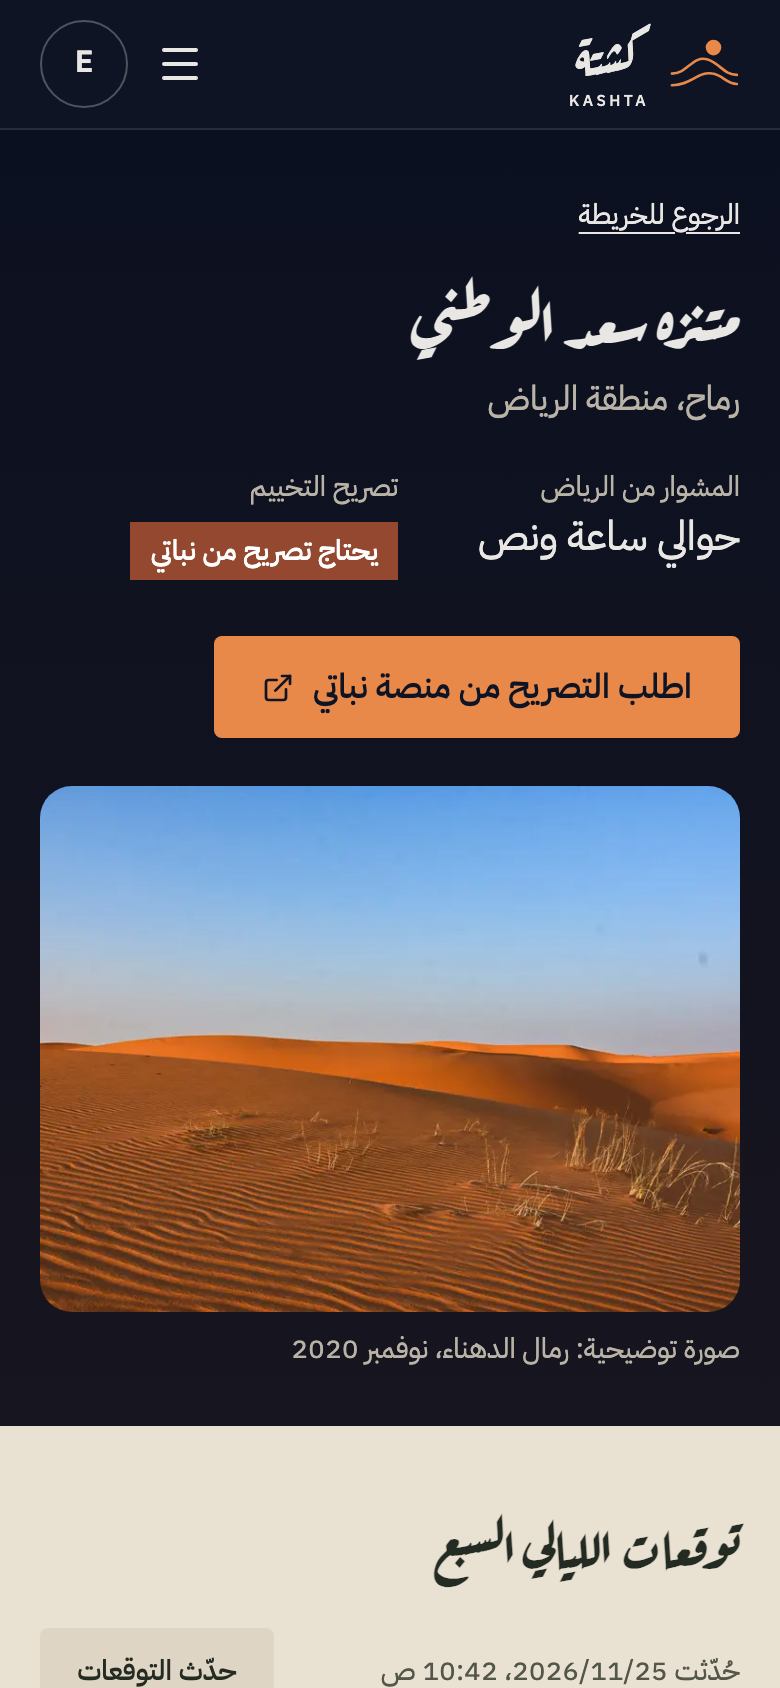 كشتة
KASHTA
E
الرجوع للخريطة
متنزه سعد الوطني
رماح، منطقة الرياض
المشوار من الرياض
حوالي ساعة ونص
تصريح التخييم
يحتاج تصريح من نباتي
اطلب التصريح من منصة نباتي
صورة توضيحية: رمال الدهناء، نوفمبر 2020
توقعات الليالي السبع
حُدّثت 2026/11/25، 10:42 ص
حدّث التوقعات